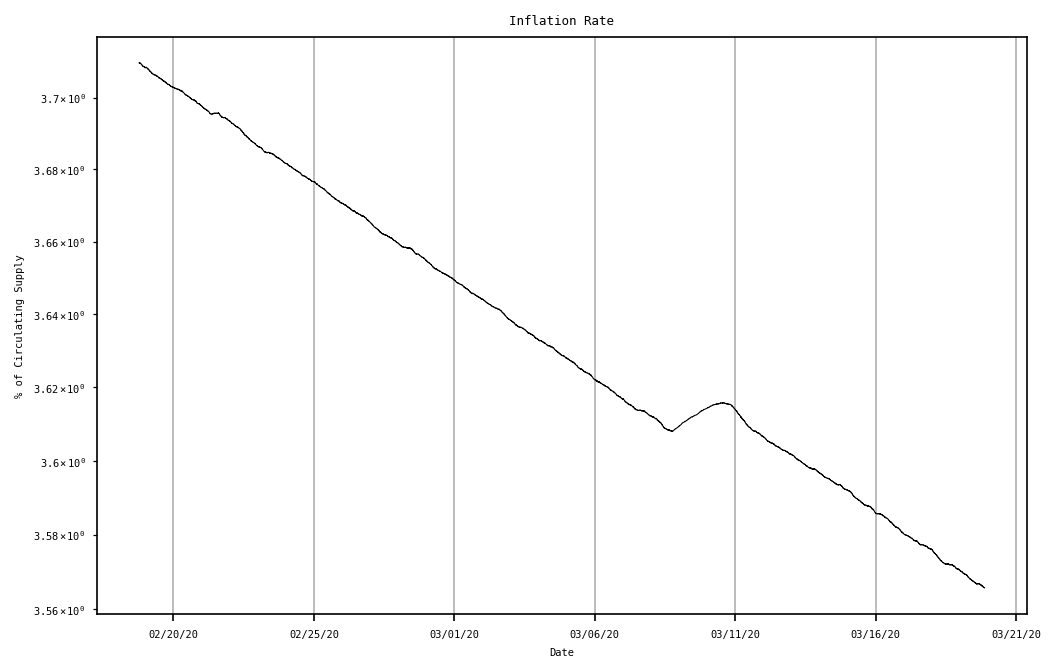 Inflation Rate
% of Circulating Supply
3.7×10⁰
3.68×10⁰
3.66×10⁰
3.64×10⁰
3.62×10⁰
3.6×10⁰
3.58×10⁰
3.56×10⁰
02/20/20 02/25/20 03/01/20 03/06/20 03/11/20 03/16/20 03/21/20
Date